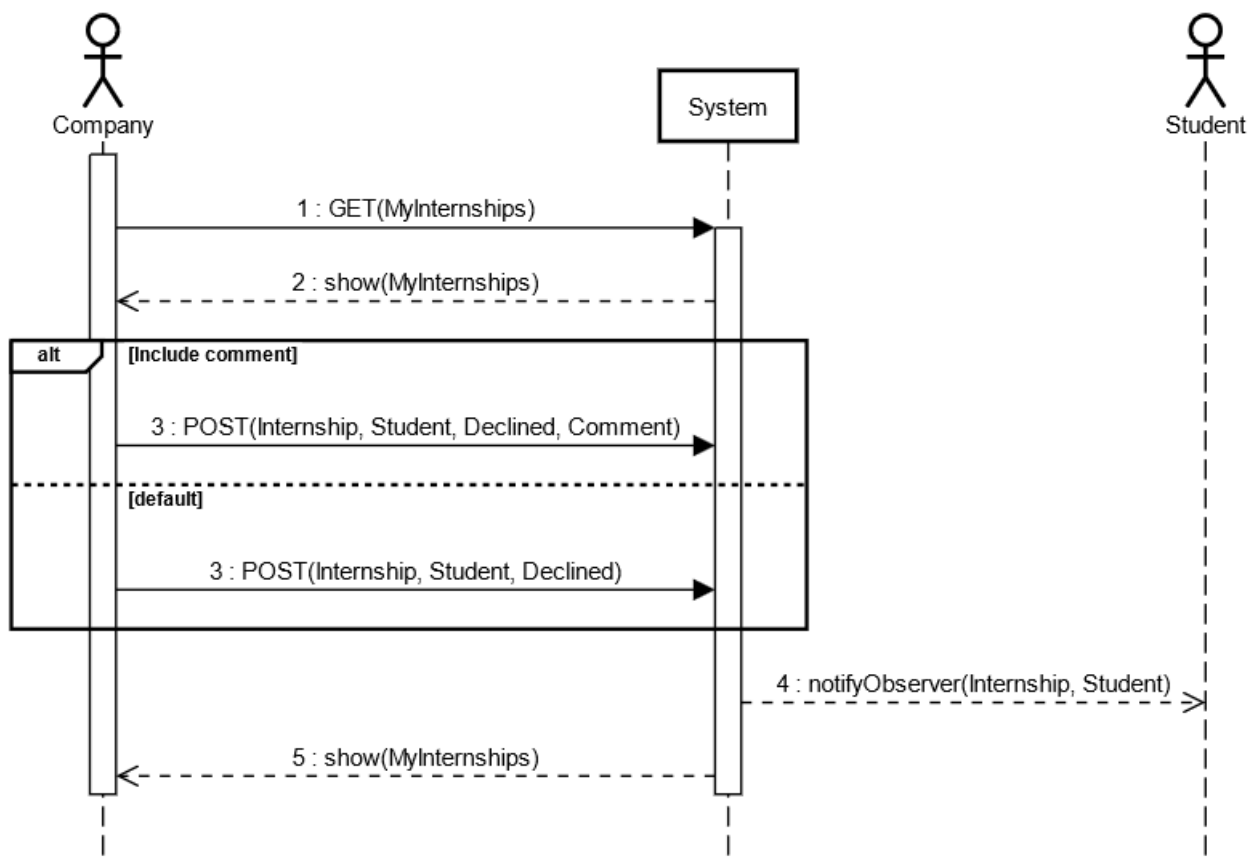 Company
System
Student
1 : GET(MyInternships)
2 : show(MyInternships)
alt
[Include comment]
3 : POST(Internship, Student, Declined, Comment)
[default]
3 : POST(Internship, Student, Declined)
4 : notifyObserver(Internship, Student)
5 : show(MyInternships)